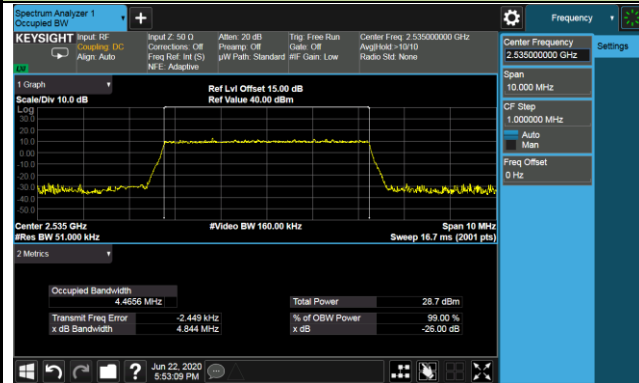 Spectrum Analyzer 1
Occupied BW
+
Frequency
KEYSIGHT
Input: RF
Coupling: DC
Align: Auto
Input Z: 50 Ω
Corrections: Off
Freq Ref: Int (S)
NFE: Adaptive
Atten: 20 dB
Preamp: Off
µW Path: Standard
Trig: Free Run
Gate: Off
#IF Gain: Low
Center Freq: 2.535000000 GHz
Avg|Hold:>10/10
Radio Std: None
Center Frequency
2.535000000 GHz
Settings
Span
10.000 MHz
CF Step
1.000000 MHz
Auto
Man
Freq Offset
0 Hz
1 Graph
Scale/Div 10.0 dB
Ref Lvl Offset 15.00 dB
Ref Value 40.00 dBm
Log
30.0
20.0
10.0
0.00
-10.0
-20.0
-30.0
-40.0
-50.0
Center 2.535 GHz
#Res BW 51.000 kHz
#Video BW 160.00 kHz
Span 10 MHz
Sweep 16.7 ms (2001 pts)
2 Metrics
Occupied Bandwidth
4.4656 MHz
Total Power
28.7 dBm
Transmit Freq Error
-2.449 kHz
% of OBW Power
99.00 %
x dB Bandwidth
4.844 MHz
x dB
-26.00 dB
?
Jun 22, 2020
5:53:09 PM